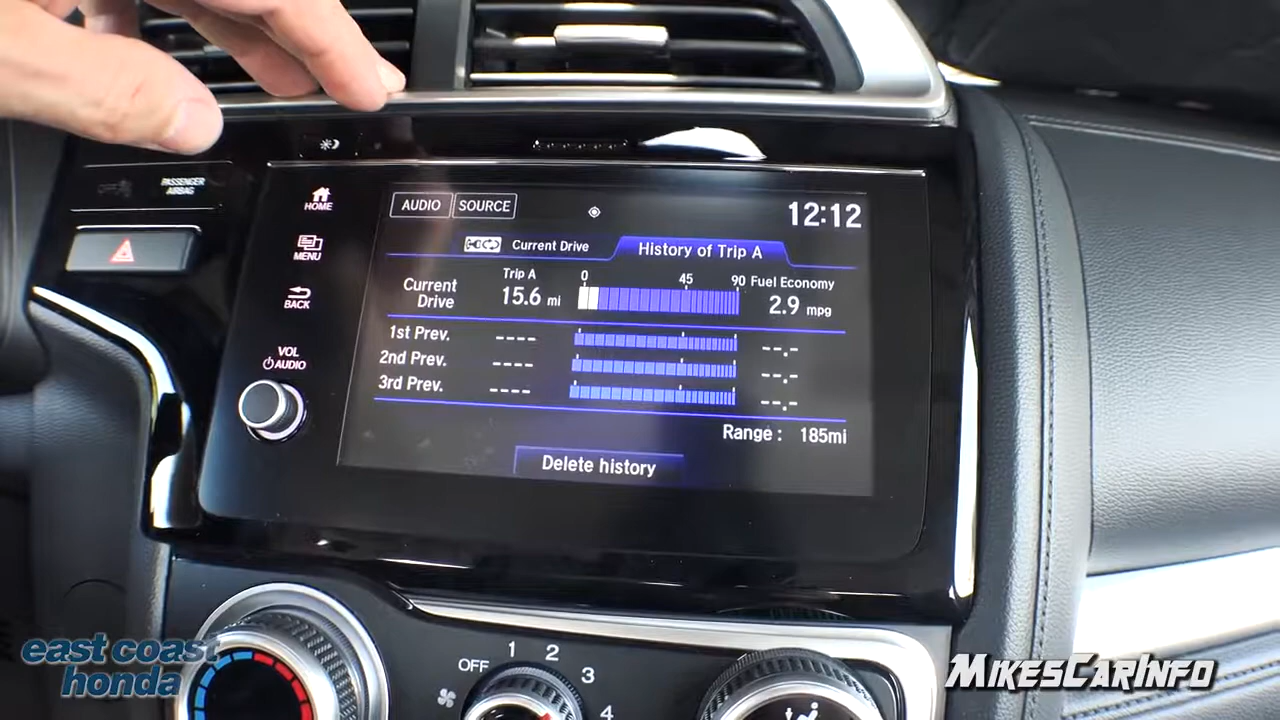 PASSENGER
AIRBAG
HOME
MENU
BACK
VOL
AUDIO
AUDIO SOURCE 12:12
Current Drive History of Trip A
Trip A 0 45 90 Fuel Economy
Current
Drive 15.6 mi 2.9 mpg
1st Prev. ---- --.-
2nd Prev. ---- --.-
3rd Prev. ---- --.-
Range : 185mi
Delete history
OFF 1 2 3 4
east coast
honda
MIKESCARINFO